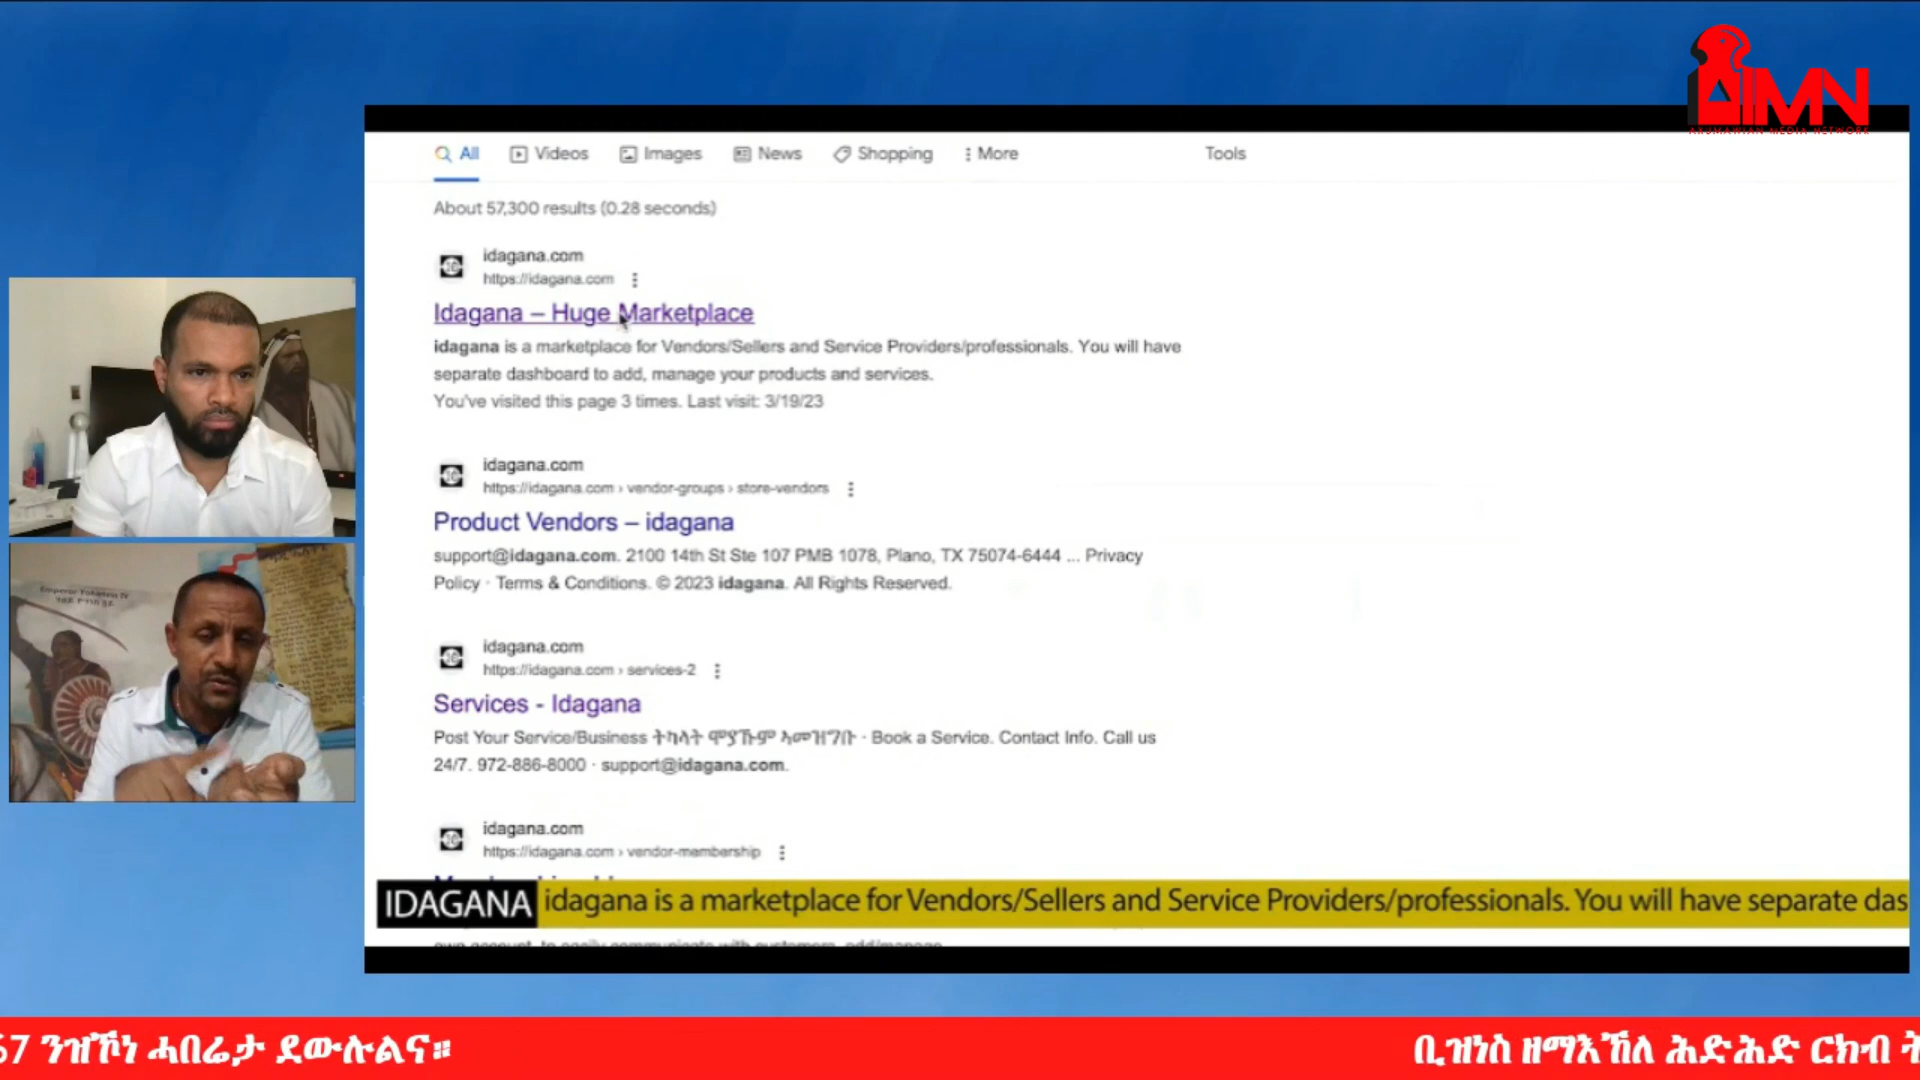 AIMN
All Videos Images News Shopping More Tools
About 57,300 results (0.28 seconds)
idagana.com
https://idagana.com
Idagana – Huge Marketplace
idagana is a marketplace for Vendors/Sellers and Service Providers/professionals. You will have
separate dashboard to add, manage your products and services.
You've visited this page 3 times. Last visit: 3/19/23
idagana.com
https://idagana.com › vendor-groups › store-vendors
Product Vendors – idagana
support@idagana.com. 2100 14th St Ste 107 PMB 1078, Plano, TX 75074-6444 ... Privacy
Policy · Terms & Conditions. © 2023 idagana. All Rights Reserved.
idagana.com
https://idagana.com › services-2
Services - Idagana
Post Your Service/Business ትካላት ሞያኹም ኣመዝግቡ · Book a Service. Contact Info. Call us
24/7. 972-886-8000 · support@idagana.com.
idagana.com
https://idagana.com › vendor-membership
IDAGANA idagana is a marketplace for Vendors/Sellers and Service Providers/professionals. You will have separate das
Emperor Yohannes IV
67 ንዝኾነ ሓበሬታ ደውሉልና።
ቢዝነስ ዘማእኸለ ሕድሕድ ርክብ